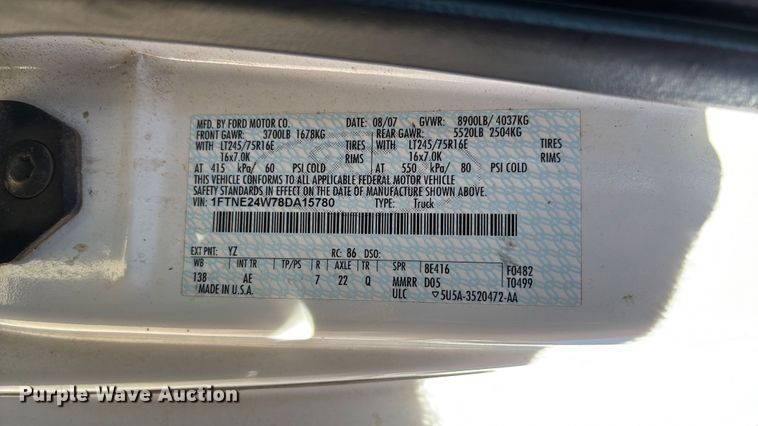 MFD. BY FORD MOTOR CO. DATE: 08/07 GVWR: 8900LB/ 4037KG
FRONT GAWR: 3700LB 1678KG REAR GAWR: 5520LB 2504KG
WITH LT245/75R16E TIRES WITH LT245/75R16E TIRES
16x7.0K RIMS 16x7.0K RIMS
AT 415 kPa/ 60 PSI COLD AT 550 kPa/ 80 PSI COLD
THIS VEHICLE CONFORMS TO ALL APPLICABLE FEDERAL MOTOR VEHICLE
SAFETY STANDARDS IN EFFECT ON THE DATE OF MANUFACTURE SHOWN ABOVE.
VIN: 1FTNE24W78DA15780 TYPE: Truck
EXT PNT: YZ RC: 86 DSO:
WB INT TR TP/PS R AXLE TR SPR 8E416 F0482
138 AE 7 22 Q MMRR D05 T0499
MADE IN U.S.A. ULC 5U5A-3520472-AA
Purple Wave Auction